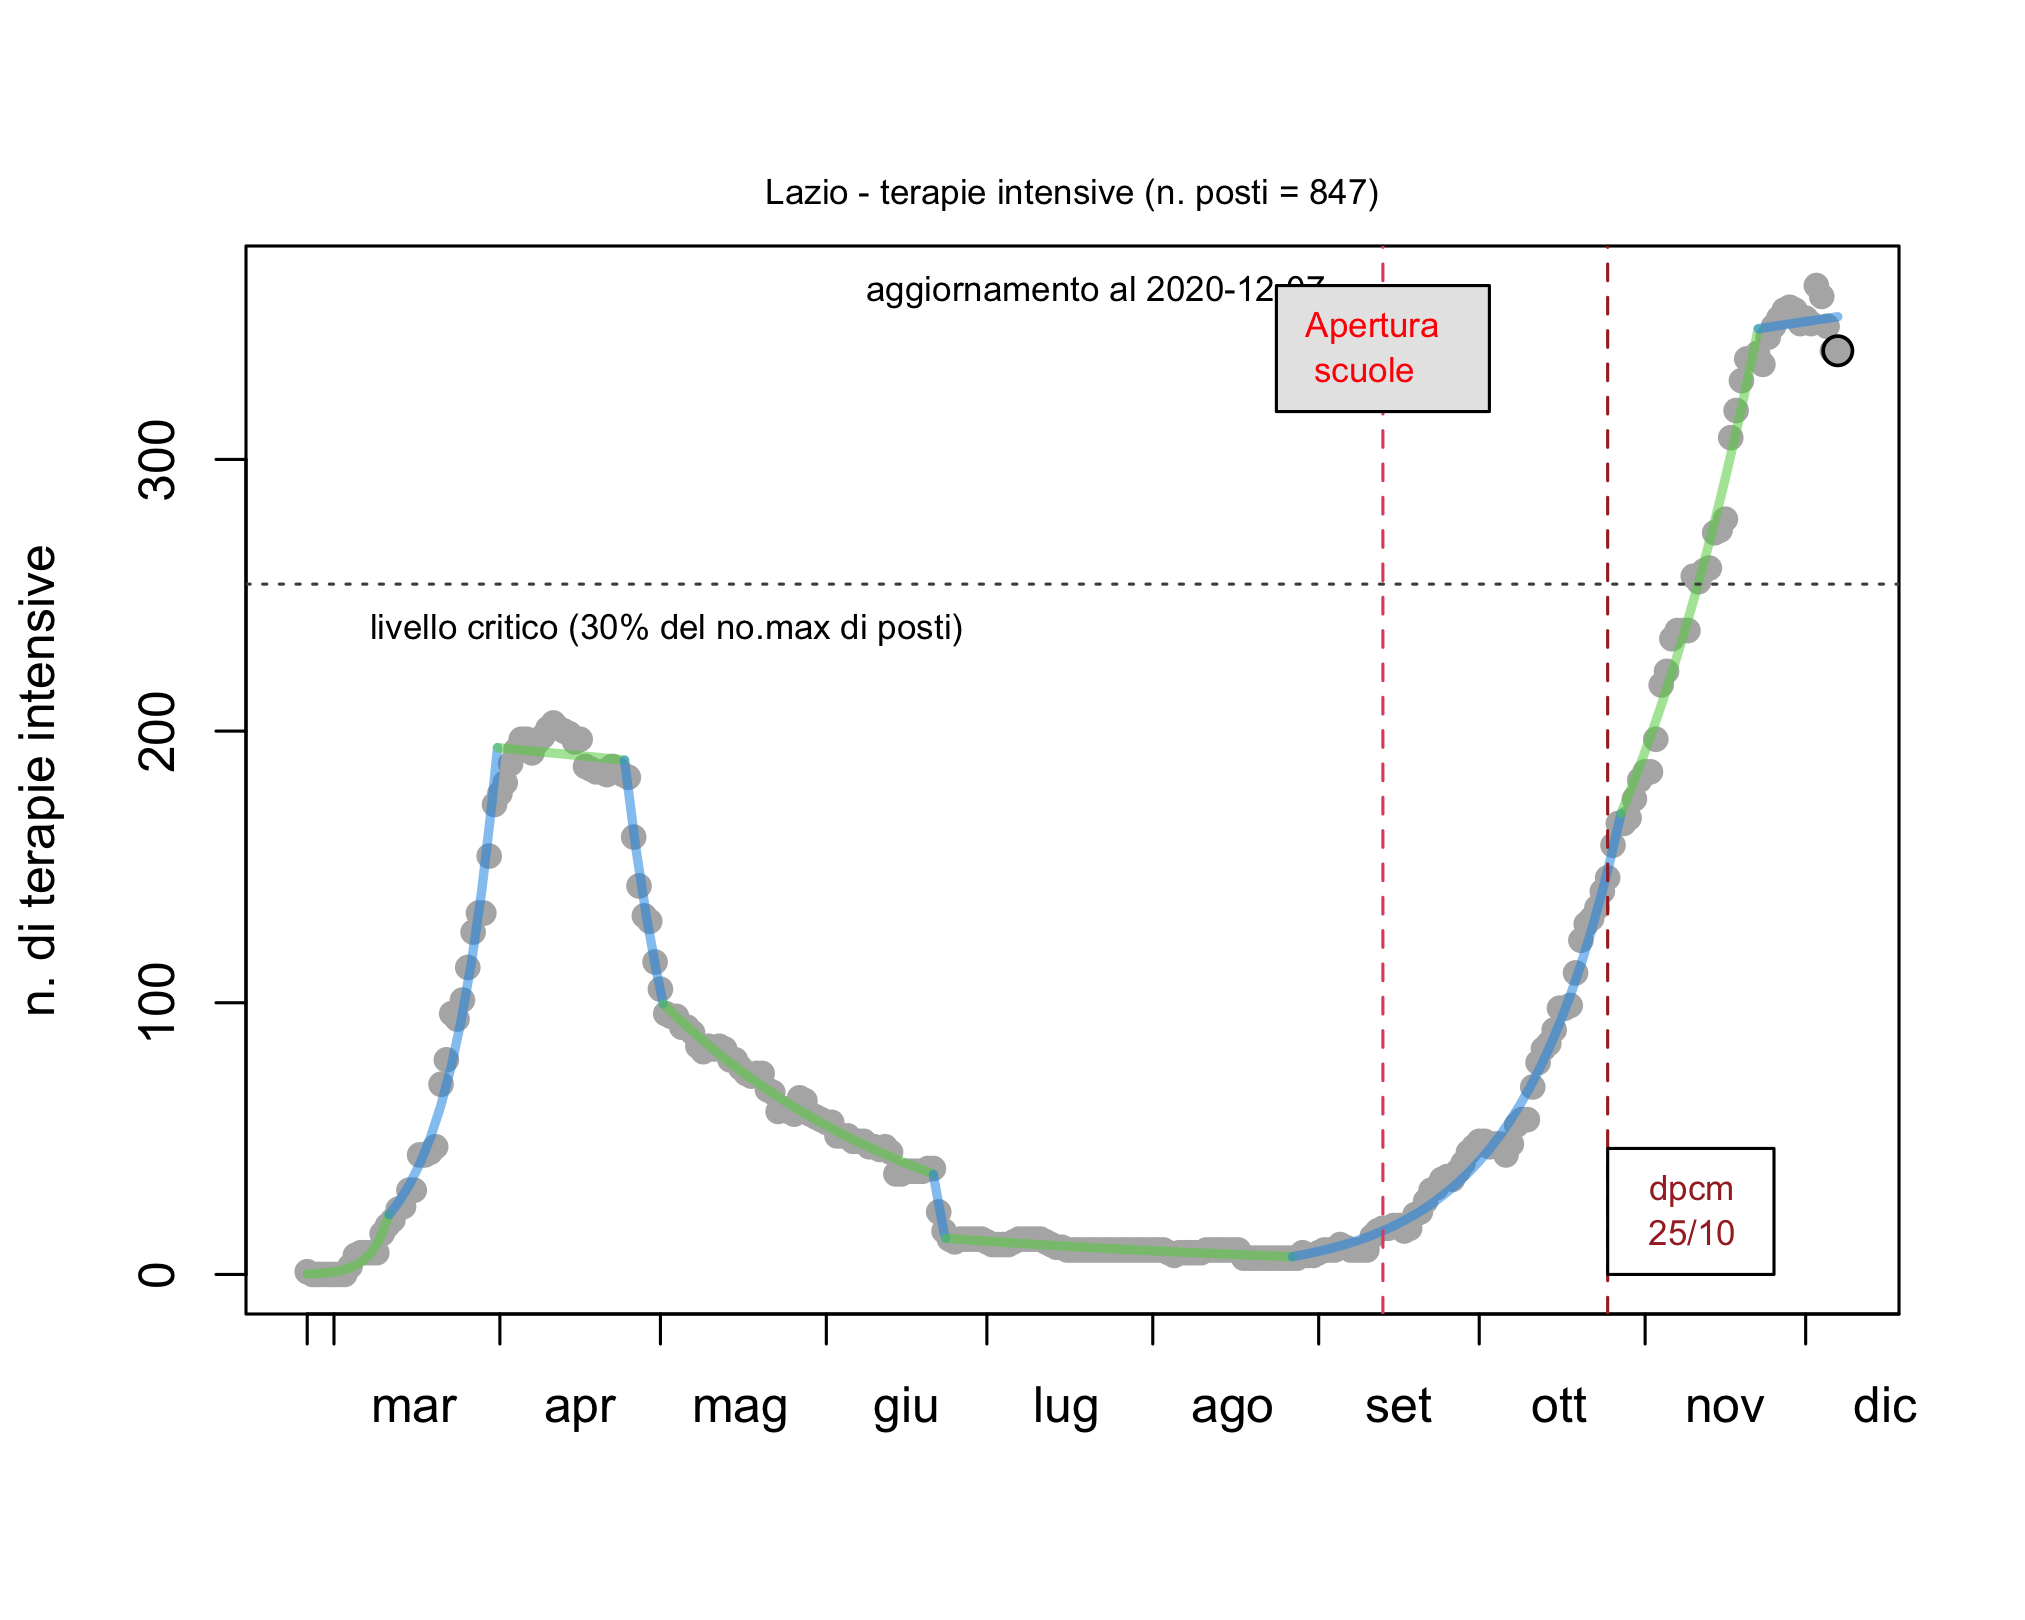 Lazio - terapie intensive (n. posti = 847)
aggiornamento al 2020-12-07
Apertura
scuole
livello critico (30% del no.max di posti)
n. di terapie intensive
300
200
100
0
dpcm
25/10
mar apr mag giu lug ago set ott nov dic